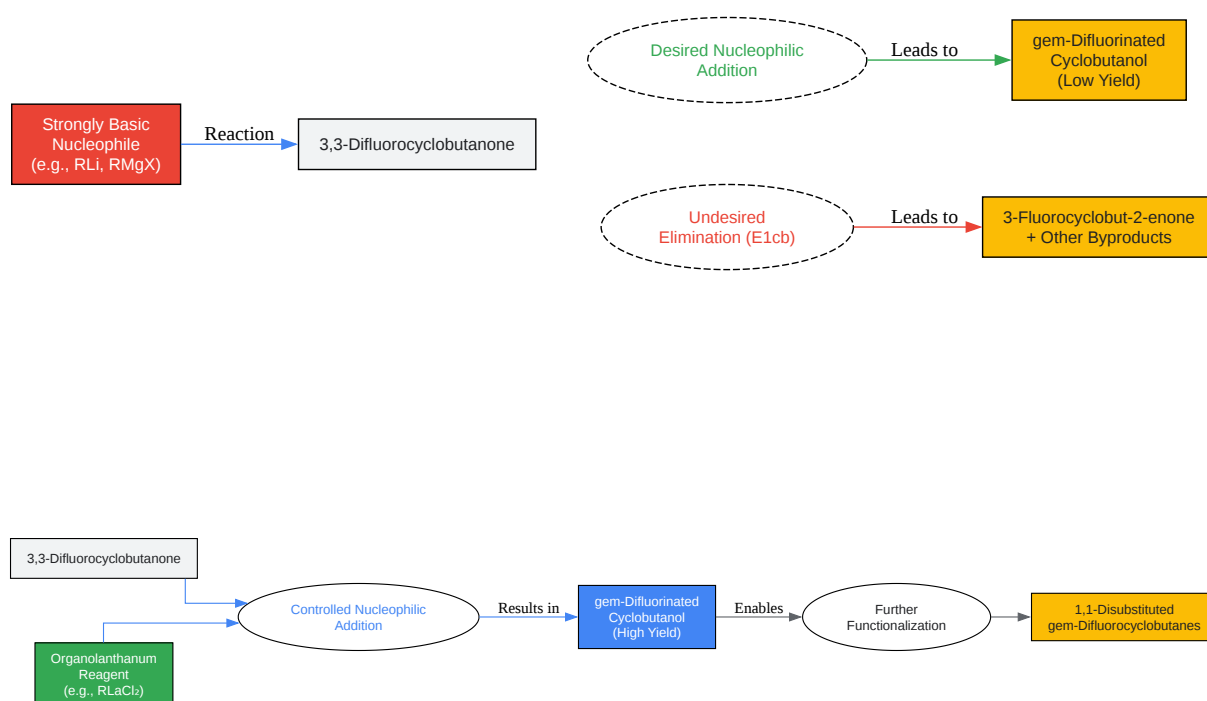 Strongly Basic
Nucleophile
(e.g., RLi, RMgX)
Reaction
3,3-Difluorocyclobutanone
Desired Nucleophilic
Addition
Leads to
gem-Difluorinated
Cyclobutanol
(Low Yield)
Undesired
Elimination (E1cb)
Leads to
3-Fluorocyclobut-2-enone
+ Other Byproducts
3,3-Difluorocyclobutanone
Organolanthanum
Reagent
(e.g., RLaCl₂)
Controlled Nucleophilic
Addition
Results in
gem-Difluorinated
Cyclobutanol
(High Yield)
Enables
Further
Functionalization
1,1-Disubstituted
gem-Difluorocyclobutanes